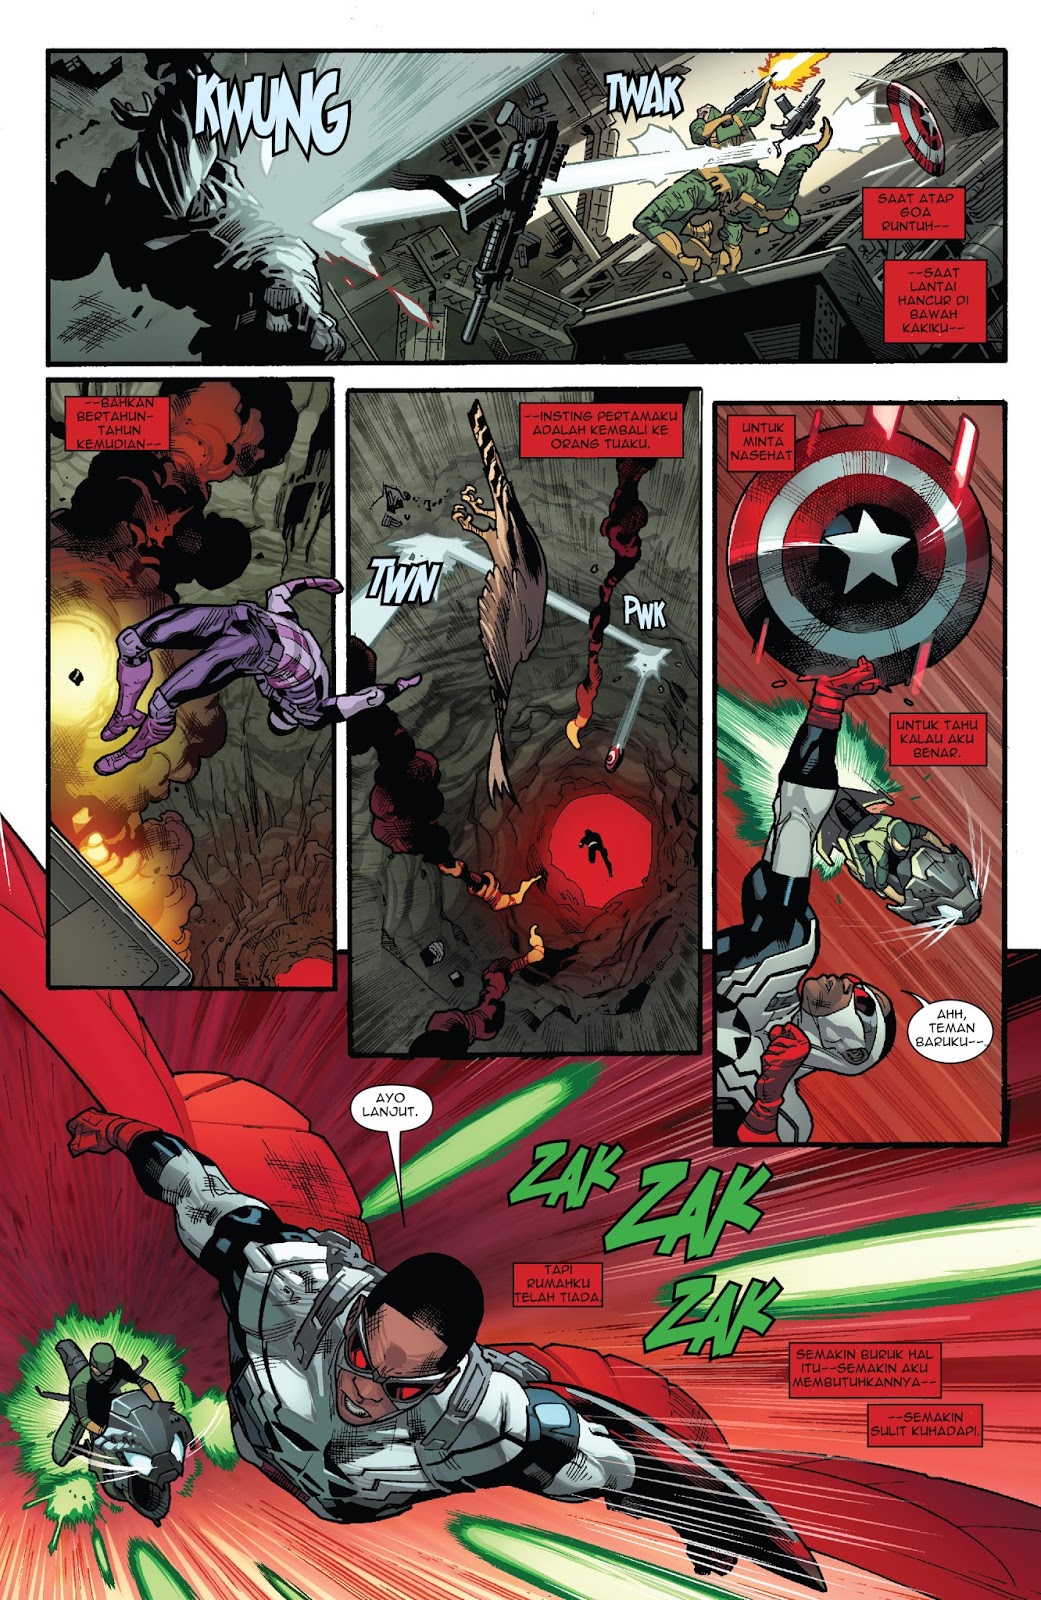 KWUNG
TWAK
SAAT ATAP
GOA
RUNTUH--
--SAAT
LANTAI
HANCUR DI
BAWAH
KAKIKU--
--BAHKAN
BERTAHUN-
TAHUN
KEMUDIAN--
--INSTING PERTAMAKU
ADALAH KEMBALI KE
ORANG TUAKU.
TWN
PWK
UNTUK
MINTA
NASEHAT
UNTUK TAHU
KALAU AKU
BENAR.
AHH,
TEMAN
BARUKU--.
AYO
LANJUT.
ZAK
ZAK
ZAK
TAPI
RUMAHKU
TELAH TIADA.
SEMAKIN BURUK HAL
ITU--SEMAKIN AKU
MEMBUTUHKANNYA--
--SEMAKIN
SULIT KUHADAPI.